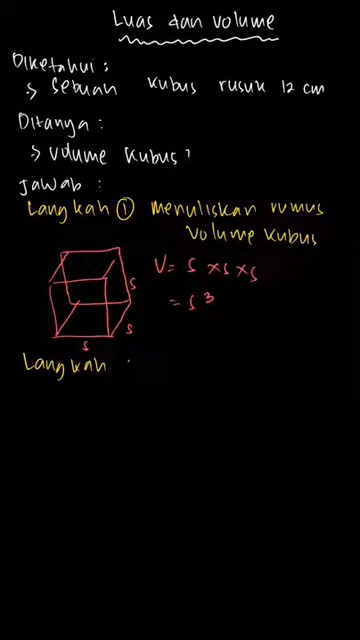 Luas dan volume
Diketahui :
→ sebuah kubus rusuk 12 cm
Ditanya :
→ volume kubus ?
Jawab :
Langkah ① Menuliskan rumus
volume kubus
V = s × s × s
= s³
s
s
s
Langkah